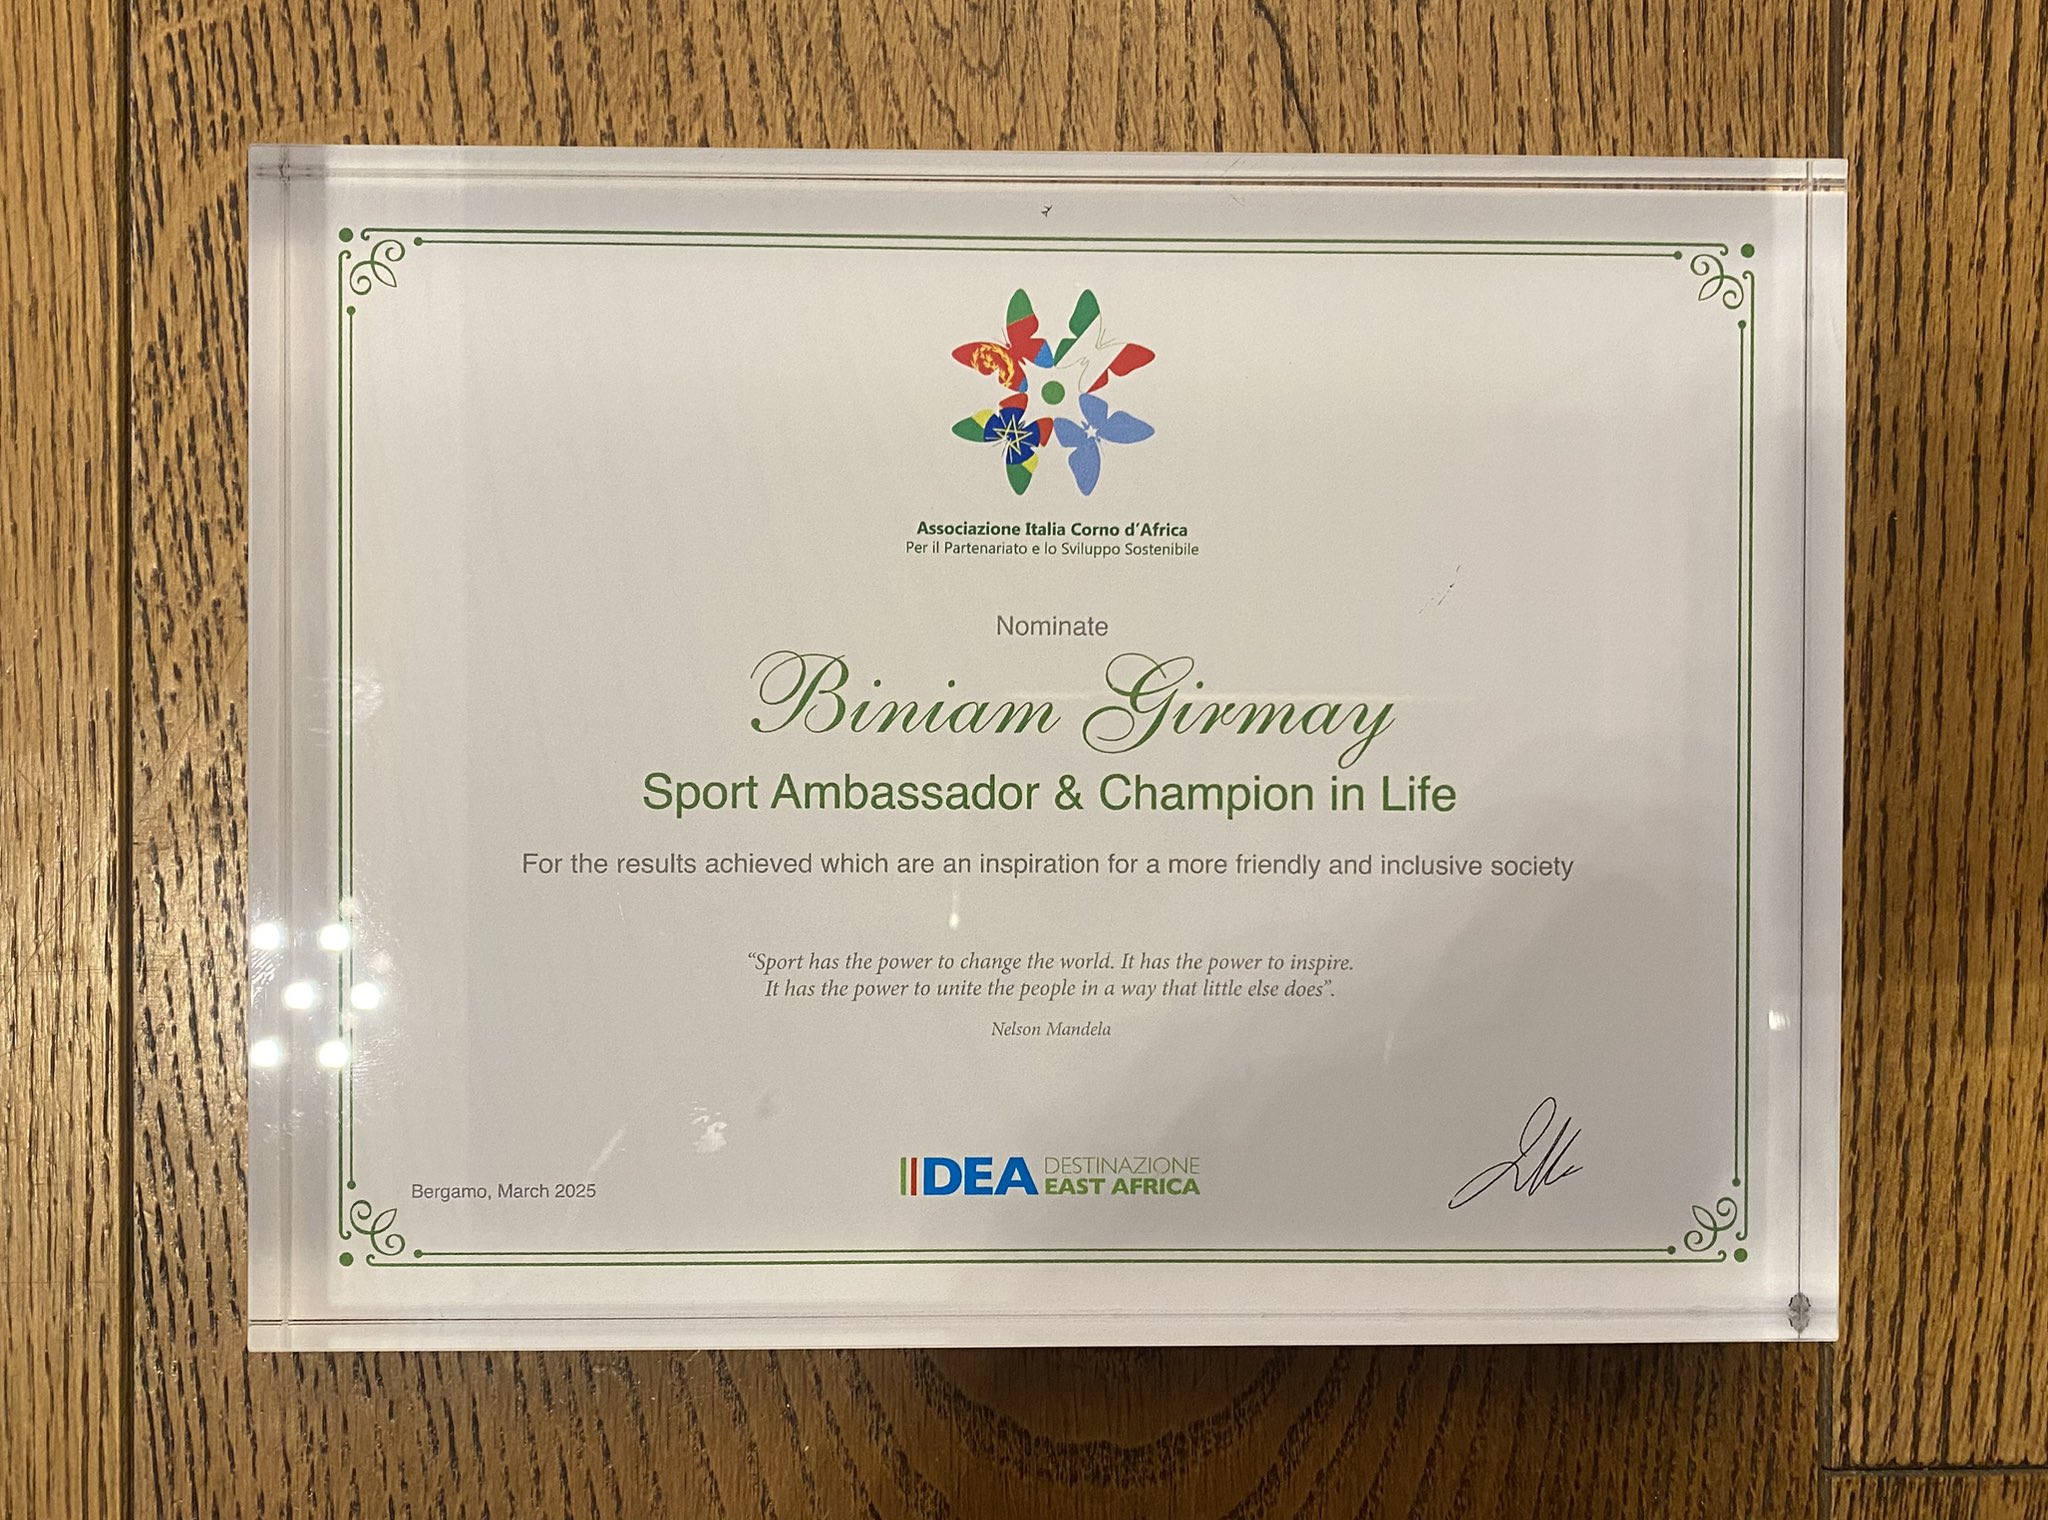 Associazione Italia Corno d'Africa
Per il Partenariato e lo Sviluppo Sostenibile
Nominate
Biniam Girmay
Sport Ambassador & Champion in Life
For the results achieved which are an inspiration for a more friendly and inclusive society
“Sport has the power to change the world. It has the power to inspire.
It has the power to unite the people in a way that little else does”.
Nelson Mandela
Bergamo, March 2025
IDEA DESTINAZIONE
EAST AFRICA